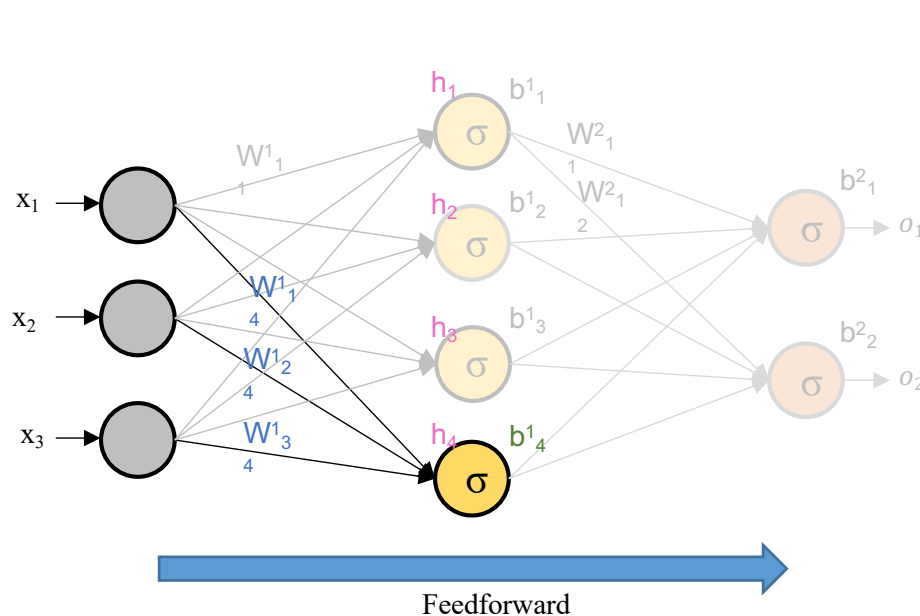 h₁
b¹₁
W¹₁
₁
W²₁
₁
σ
x₁
h₂
b¹₂
W²₁
₂
b²₁
σ
σ
o₁
x₂
W¹₁
₄
h₃
b¹₃
b²₂
W¹₂
₄
σ
σ
o₂
x₃
W¹₃
₄
h₄
b¹₄
σ
Feedforward